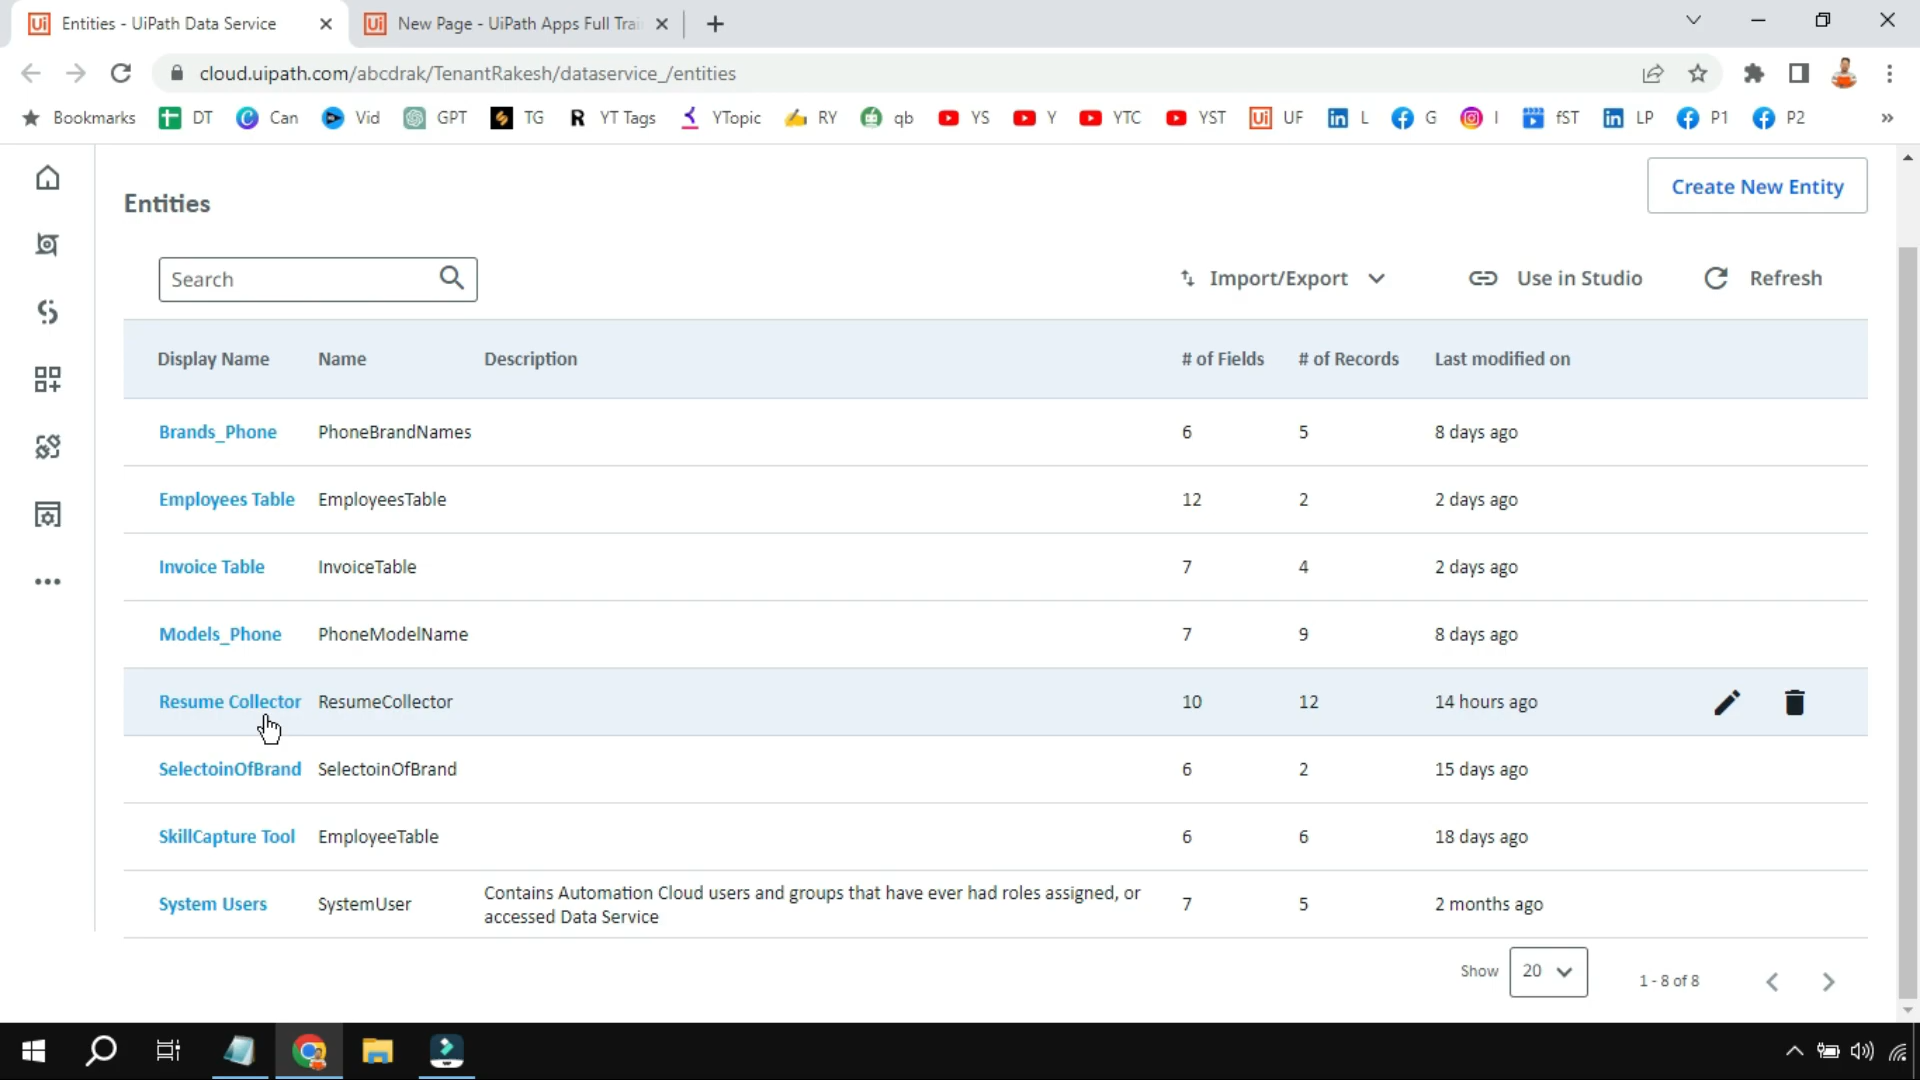 Entities - UiPath Data Service
New Page - UiPath Apps Full Trai
cloud.uipath.com/abcdrak/TenantRakesh/dataservice_/entities
Bookmarks DT Can Vid GPT TG YT Tags YTopic RY qb YS Y YTC YST UF L G I fST LP P1 P2 »
Entities
Create New Entity
Search
Import/Export
Use in Studio
Refresh
Display Name Name Description # of Fields # of Records Last modified on
Brands_Phone PhoneBrandNames 6 5 8 days ago
Employees Table EmployeesTable 12 2 2 days ago
Invoice Table InvoiceTable 7 4 2 days ago
Models_Phone PhoneModelName 7 9 8 days ago
Resume Collector ResumeCollector 10 12 14 hours ago
SelectoinOfBrand SelectoinOfBrand 6 2 15 days ago
SkillCapture Tool EmployeeTable 6 6 18 days ago
System Users SystemUser Contains Automation Cloud users and groups that have ever had roles assigned, or
accessed Data Service 7 5 2 months ago
Show 20 1 - 8 of 8